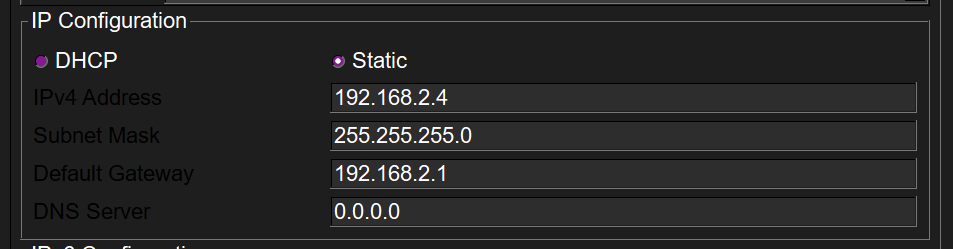 IP Configuration
DHCP Static
IPv4 Address 192.168.2.4
Subnet Mask 255.255.255.0
Default Gateway 192.168.2.1
DNS Server 0.0.0.0